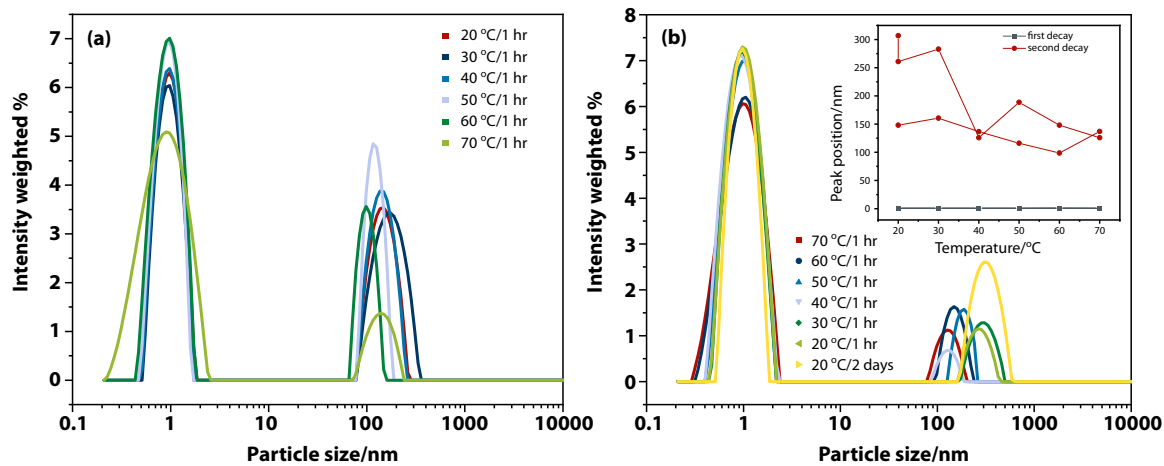 (a)
20 °C/1 hr
30 °C/1 hr
40 °C/1 hr
50 °C/1 hr
60 °C/1 hr
70 °C/1 hr
7
6
5
4
3
2
1
0
Intensity weighted %
0.1 1 10 100 1000 10000
Particle size/nm
(b)
8
7
6
5
4
3
2
1
0
Intensity weighted %
first decay
second decay
300
250
200
150
100
50
0
Peak position/nm
20 30 40 50 60 70
Temperature/°C
70 °C/1 hr
60 °C/1 hr
50 °C/1 hr
40 °C/1 hr
30 °C/1 hr
20 °C/1 hr
20 °C/2 days
0.1 1 10 100 1000 10000
Particle size/nm